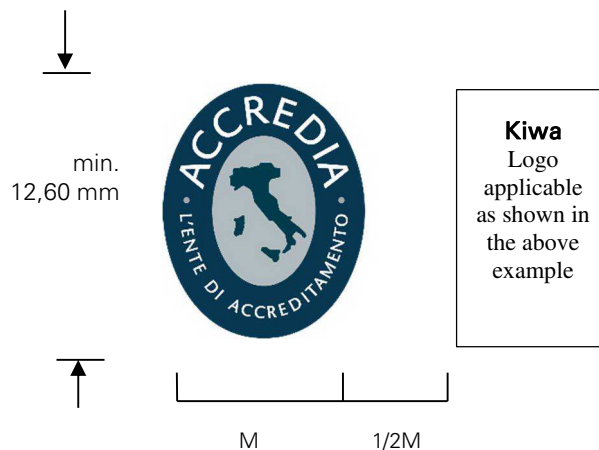 min.
12,60 mm
ACCREDIA
L'ENTE DI ACCREDITAMENTO
Kiwa
Logo
applicable
as shown in
the above
example
M
1/2M